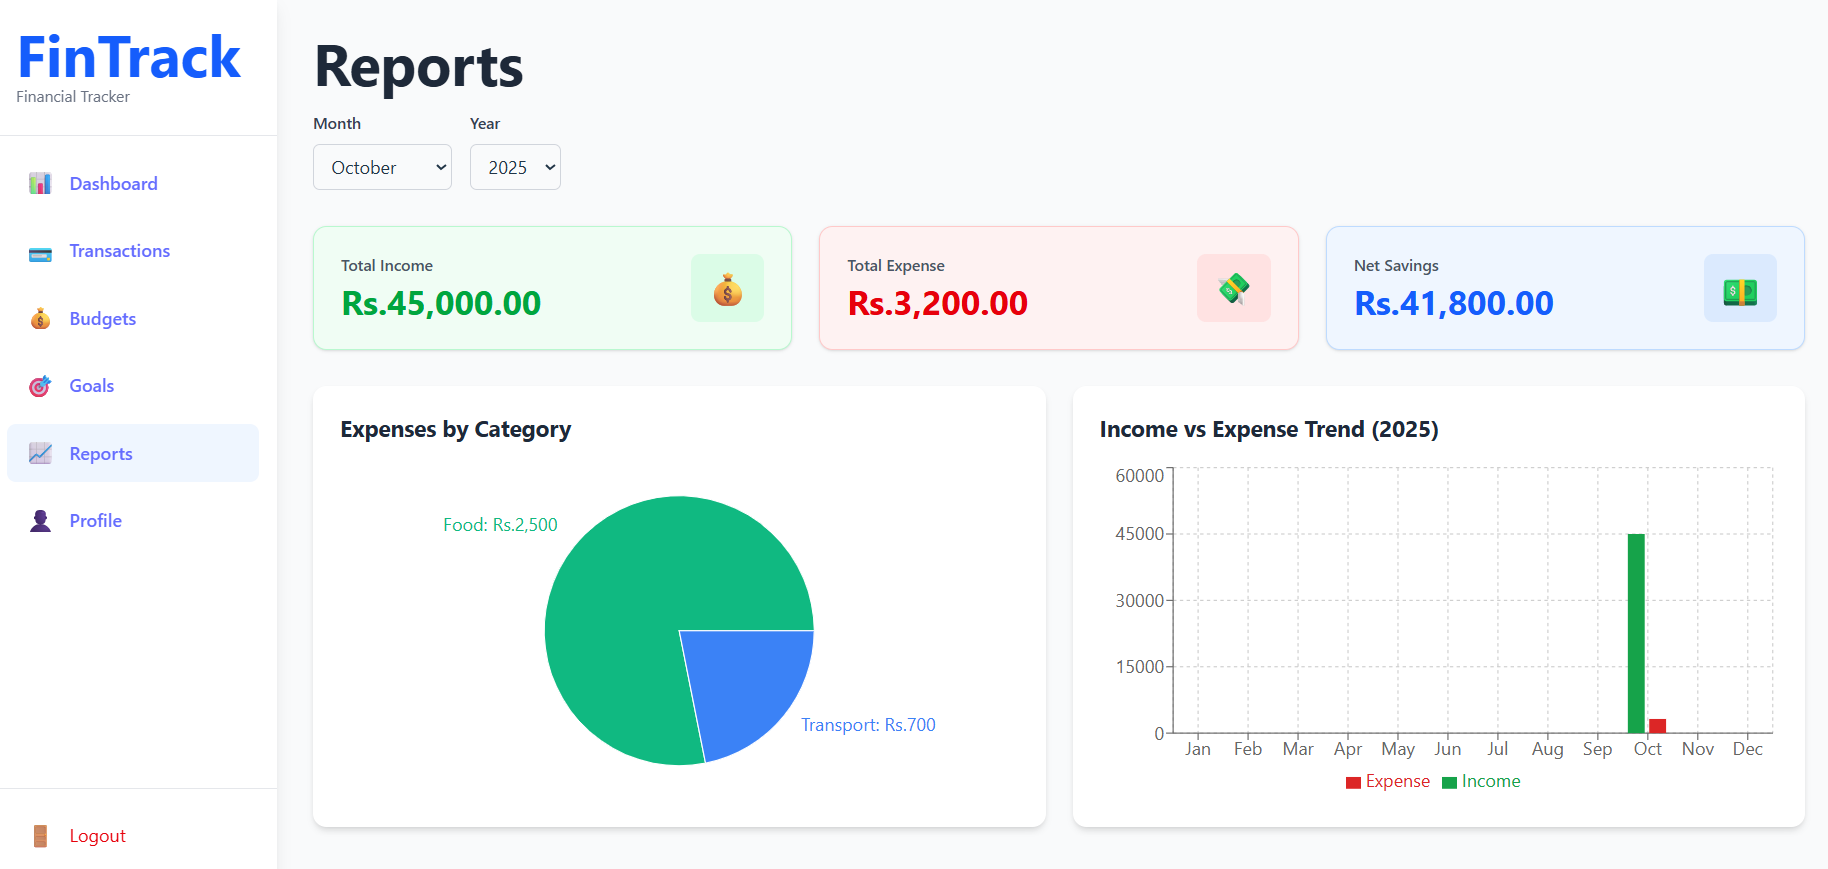 FinTrack
Financial Tracker
Dashboard
Transactions
Budgets
Goals
Reports
Profile
Logout
Reports
Month Year
October 2025
Total Income
Rs.45,000.00
Total Expense
Rs.3,200.00
Net Savings
Rs.41,800.00
Expenses by Category
Food: Rs.2,500
Transport: Rs.700
Income vs Expense Trend (2025)
60000
45000
30000
15000
0
Jan Feb Mar Apr May Jun Jul Aug Sep Oct Nov Dec
Expense Income